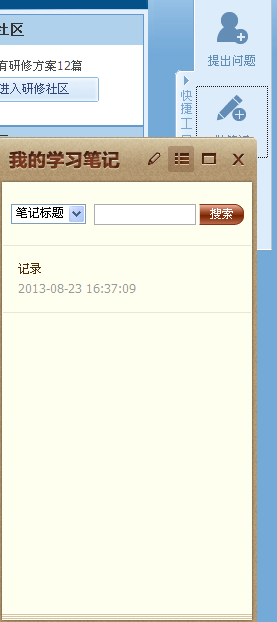 社区
有研修方案12篇
进入研修社区
提出问题
快捷工具
我的学习笔记
笔记标题
搜索
记录
2013-08-23 16:37:09